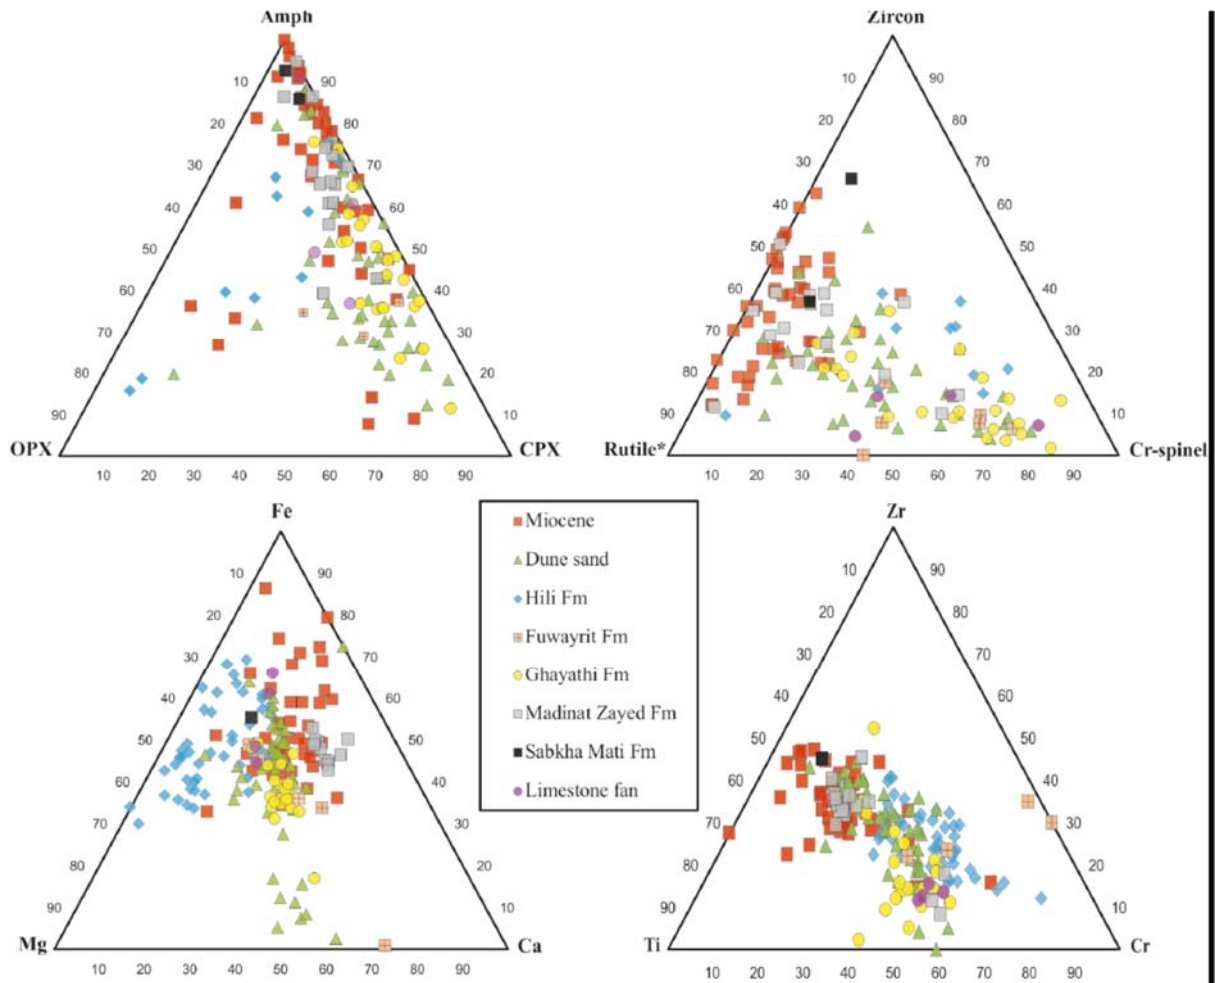 Amph
10
90
20
80
30
70
40
60
50
50
60
40
70
30
80
20
90
10
OPX
CPX
10 20 30 40 50 60 70 80 90
Zircon
10
90
20
80
30
70
40
60
50
50
60
40
70
30
80
20
90
10
Rutile*
Cr-spinel
10 20 30 40 50 60 70 80 90
Fe
10
90
20
80
30
70
40
50
60
70
30
80
20
90
10
Mg
Ca
10 20 30 40 50 60 70 80 90
Miocene
Dune sand
Hili Fm
Fuwayrit Fm
Ghayathi Fm
Madinat Zayed Fm
Sabkha Mati Fm
Limestone fan
Zr
10
90
20
80
30
70
40
60
50
50
60
40
70
30
80
20
90
10
Ti
Cr
10 20 30 40 50 60 70 80 90